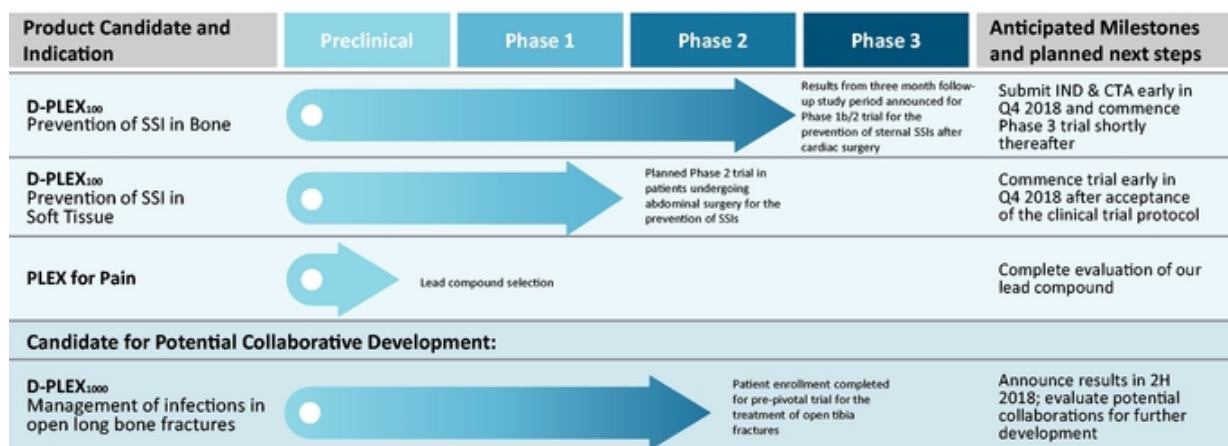 Product Candidate and
Indication
Preclinical
Phase 1
Phase 2
Phase 3
Anticipated Milestones
and planned next steps
D-PLEX100
Prevention of SSI in Bone
Results from three month follow-
up study period announced for
Phase 1b/2 trial for the
prevention of sternal SSIs after
cardiac surgery
Submit IND & CTA early in
Q4 2018 and commence
Phase 3 trial shortly
thereafter
D-PLEX100
Prevention of SSI in
Soft Tissue
Planned Phase 2 trial in
patients undergoing
abdominal surgery for the
prevention of SSIs
Commence trial early in
Q4 2018 after acceptance
of the clinical trial protocol
PLEX for Pain
Lead compound selection
Complete evaluation of our
lead compound
Candidate for Potential Collaborative Development:
D-PLEX1000
Management of infections in
open long bone fractures
Patient enrollment completed
for pre-pivotal trial for the
treatment of open tibia
fractures
Announce results in 2H
2018; evaluate potential
collaborations for further
development